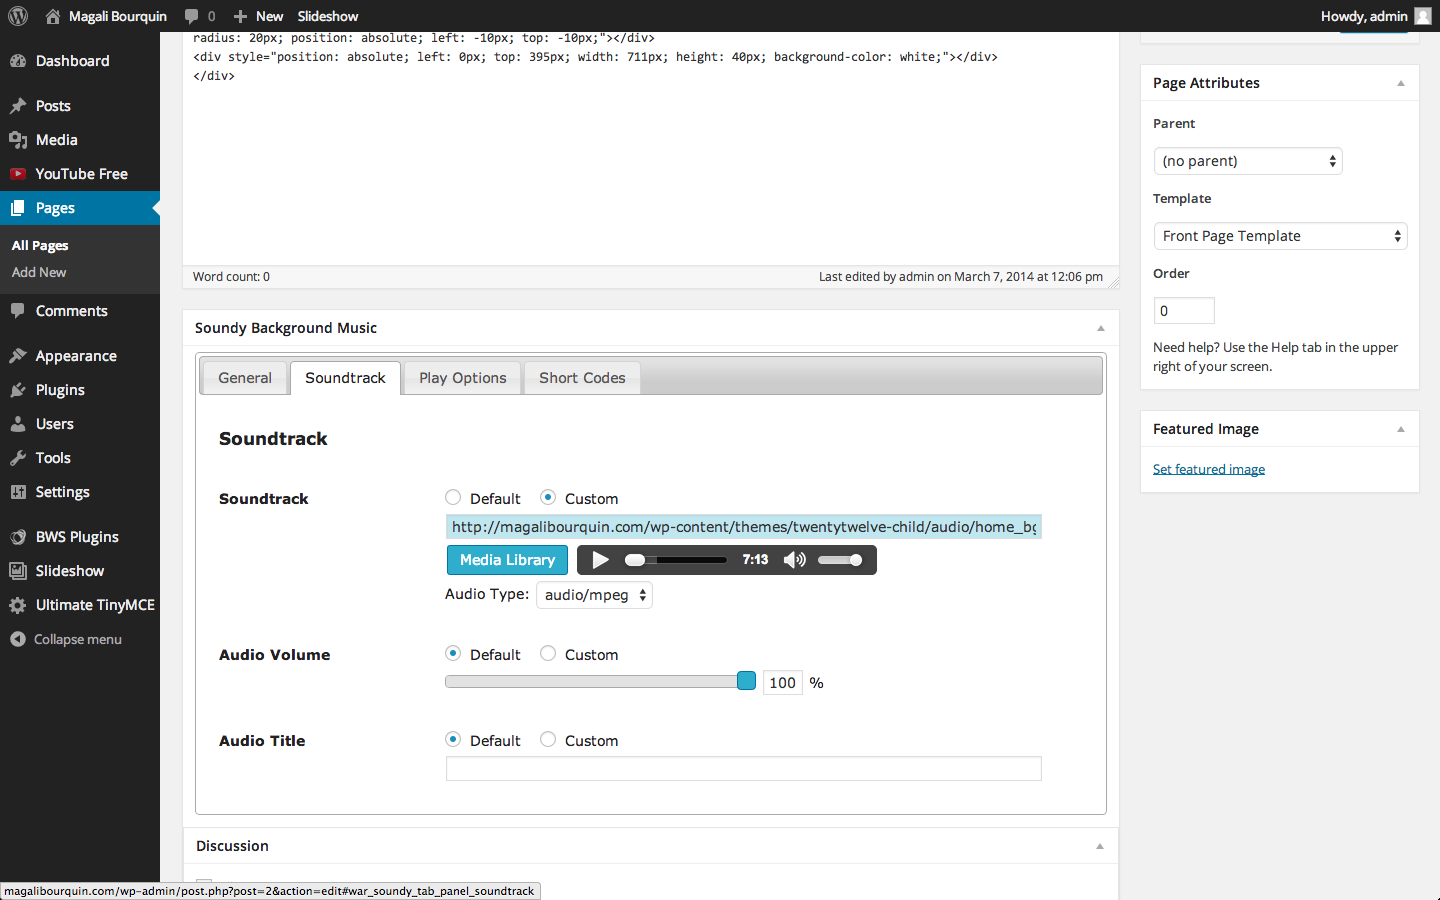 Magali Bourquin
0
New
Slideshow
Howdy, admin
Dashboard
Posts
Media
YouTube Free
Pages
All Pages
Add New
Comments
Appearance
Plugins
Users
Tools
Settings
BWS Plugins
Slideshow
Ultimate TinyMCE
Collapse menu
radius: 20px; position: absolute; left: -10px; top: -10px;"></div>
<div style="position: absolute; left: 0px; top: 395px; width: 711px; height: 40px; background-color: white;"></div>
</div>
Word count: 0
Last edited by admin on March 7, 2014 at 12:06 pm
Soundy Background Music
General
Soundtrack
Play Options
Short Codes
Soundtrack
Soundtrack
Default
Custom
http://magalibourquin.com/wp-content/themes/twentytwelve-child/audio/home_bg
Media Library
7:13
Audio Type:
audio/mpeg
Audio Volume
Default
Custom
100
%
Audio Title
Default
Custom
Discussion
Page Attributes
Parent
(no parent)
Template
Front Page Template
Order
0
Need help? Use the Help tab in the upper
right of your screen.
Featured Image
Set featured image
magalibourquin.com/wp-admin/post.php?post=2&action=edit#war_soundy_tab_panel_soundtrack